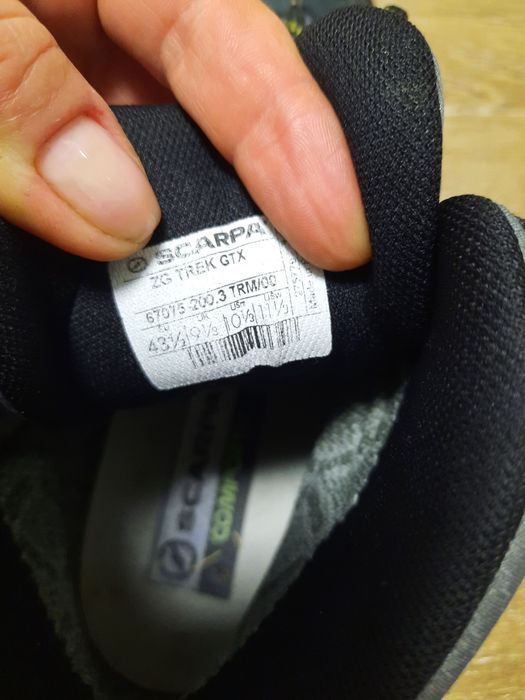 SCARPA
ZG TREK GTX
67075-200.3 TRM/00
EU UK UST USW
43½ 9½ 10½ 11½
SCARPA